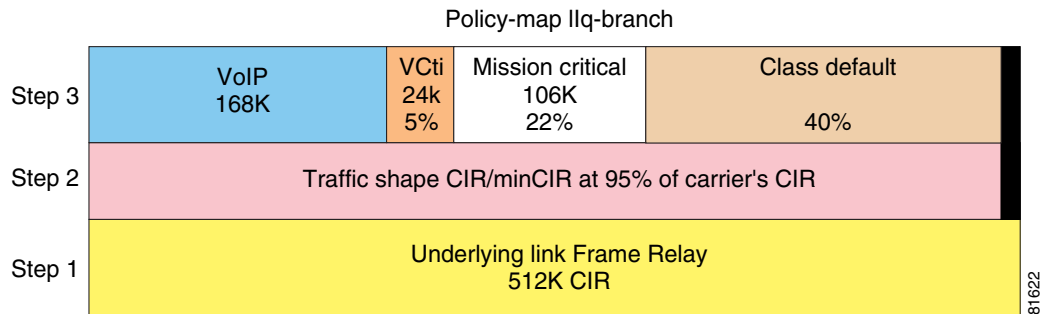 Policy-map llq-branch
Step 3
VoIP
168K
VCti
24k
5%
Mission critical
106K
22%
Class default
40%
Step 2
Traffic shape CIR/minCIR at 95% of carrier's CIR
Step 1
Underlying link Frame Relay
512K CIR
81622